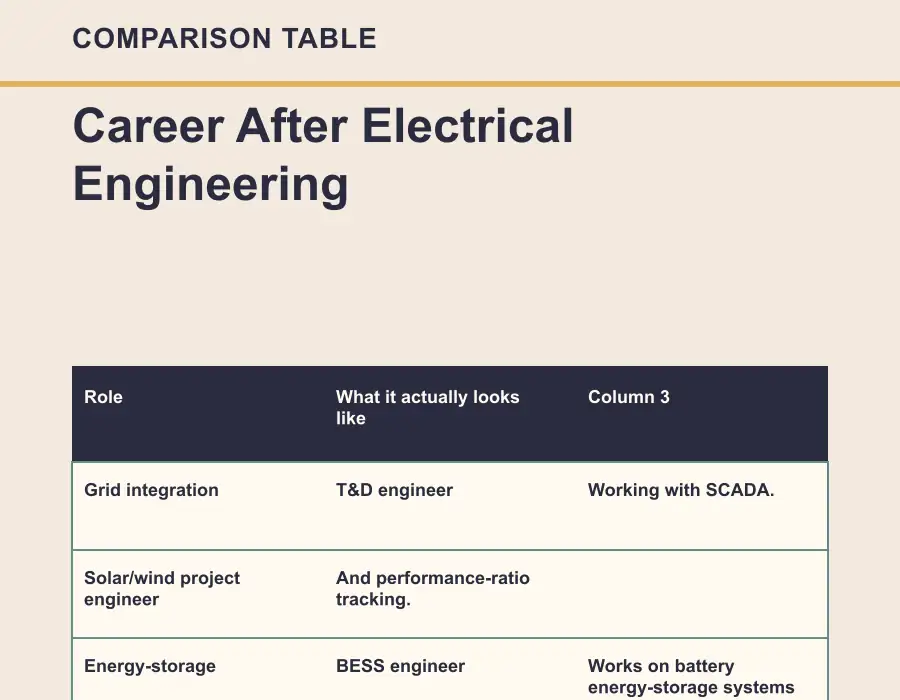 COMPARISON TABLE
Career After Electrical
Engineering
Role
What it actually looks
like
Column 3
Grid integration
T&D engineer
Working with SCADA.
Solar/wind project
engineer
And performance-ratio
tracking.
Energy-storage
BESS engineer
Works on battery
energy-storage systems